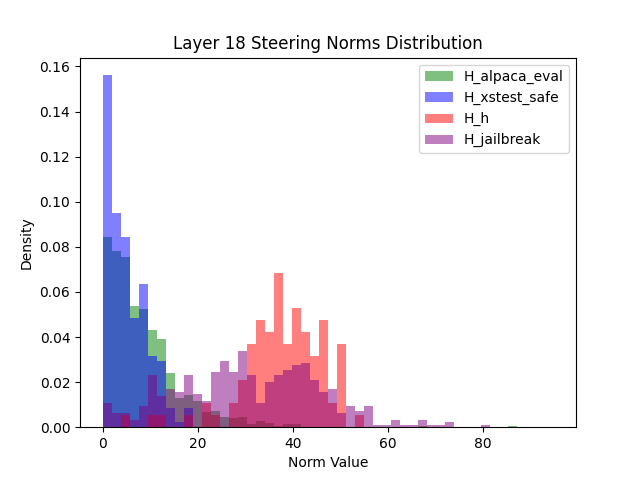 Layer 18 Steering Norms Distribution
H_alpaca_eval
H_xstest_safe
H_h
H_jailbreak
Density
0.16
0.14
0.12
0.10
0.08
0.06
0.04
0.02
0.00
0
20
40
60
80
Norm Value